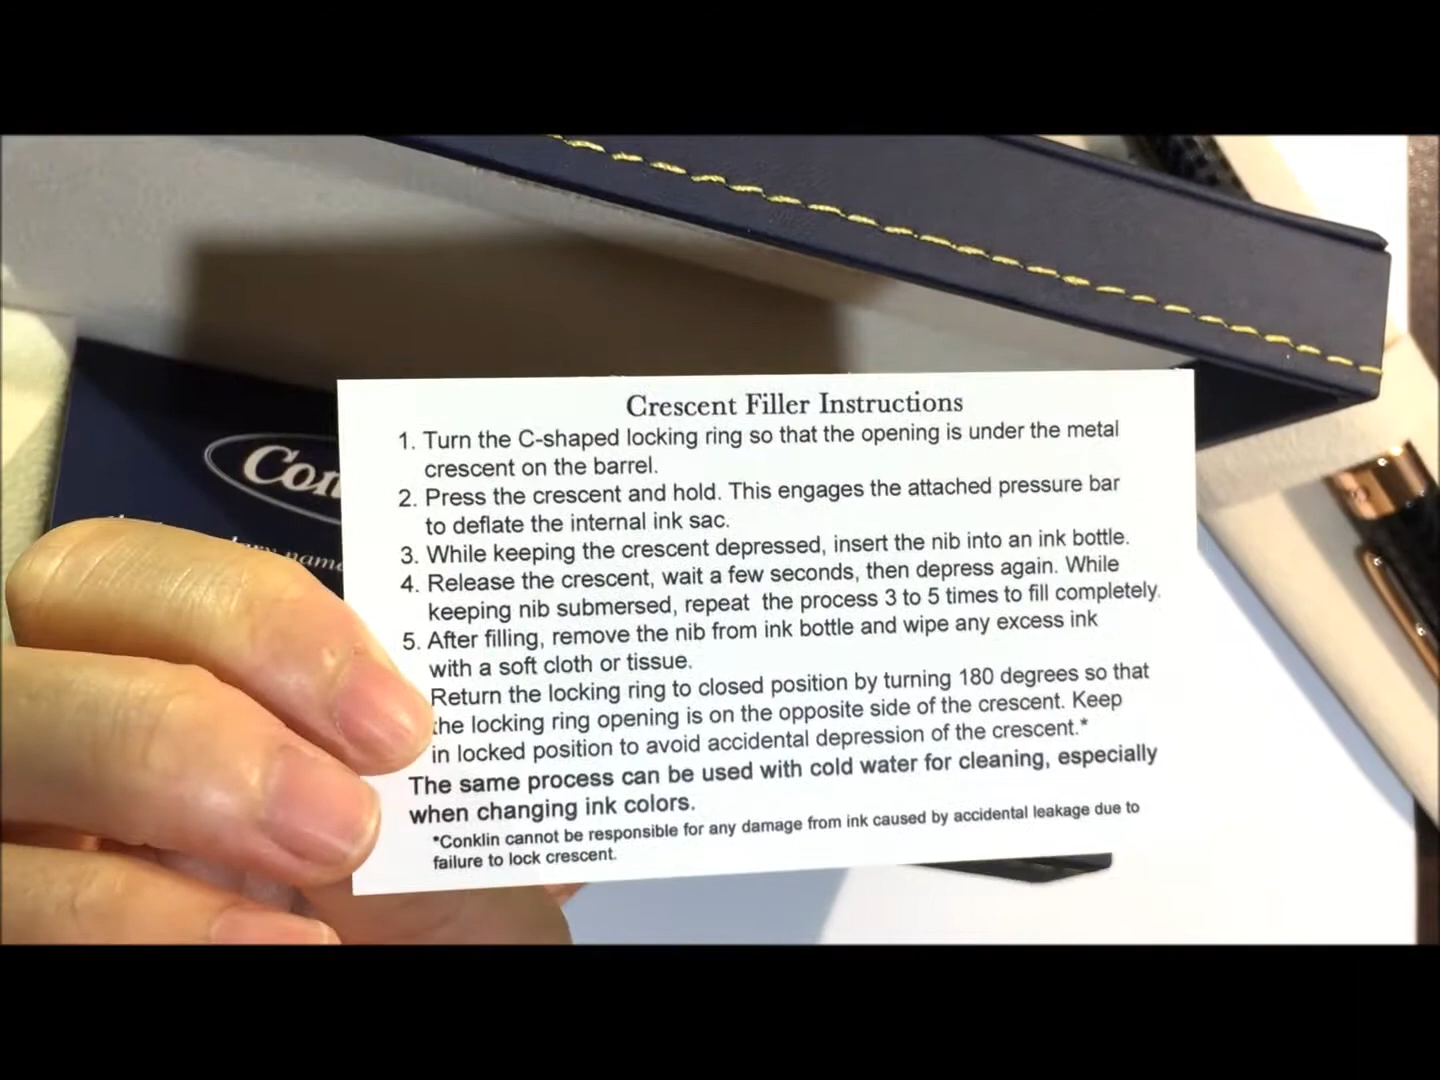 Crescent Filler Instructions
1. Turn the C-shaped locking ring so that the opening is under the metal
crescent on the barrel.
2. Press the crescent and hold. This engages the attached pressure bar
to deflate the internal ink sac.
3. While keeping the crescent depressed, insert the nib into an ink bottle.
4. Release the crescent, wait a few seconds, then depress again. While
keeping nib submersed, repeat the process 3 to 5 times to fill completely.
5. After filling, remove the nib from ink bottle and wipe any excess ink
with a soft cloth or tissue.
Return the locking ring to closed position by turning 180 degrees so that
the locking ring opening is on the opposite side of the crescent. Keep
in locked position to avoid accidental depression of the crescent.*
The same process can be used with cold water for cleaning, especially
when changing ink colors.
*Conklin cannot be responsible for any damage from ink caused by accidental leakage due to
failure to lock crescent.
Con